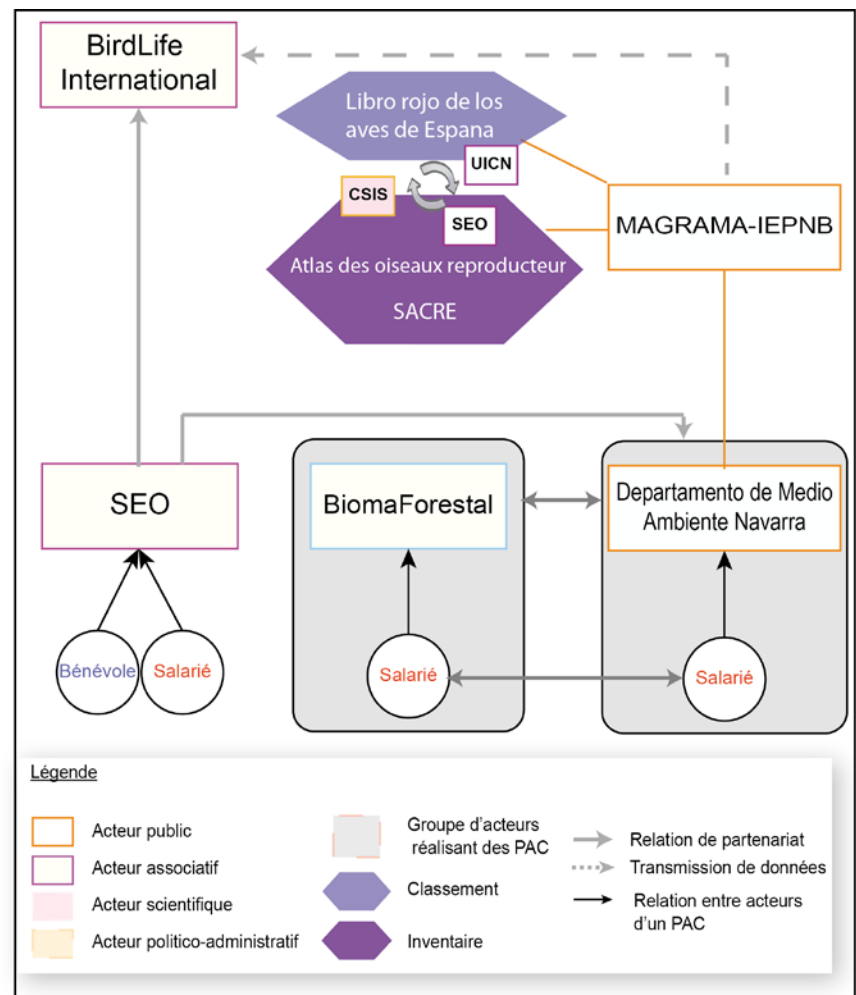 BirdLife
International
Libro rojo de los
aves de Espana
UICN
CSIS
SEO
Atlas des oiseaux reproducteur
SACRE
MAGRAMA-IEPNB
SEO
BiomaForestal
Departamento de Medio
Ambiente Navarra
Bénévole
Salarié
Salarié
Salarié
Légende
Acteur public
Acteur associatif
Acteur scientifique
Acteur politico-administratif
Groupe d'acteurs
réalisant des PAC
Classement
Inventaire
Relation de partenariat
Transmission de données
Relation entre acteurs
d'un PAC